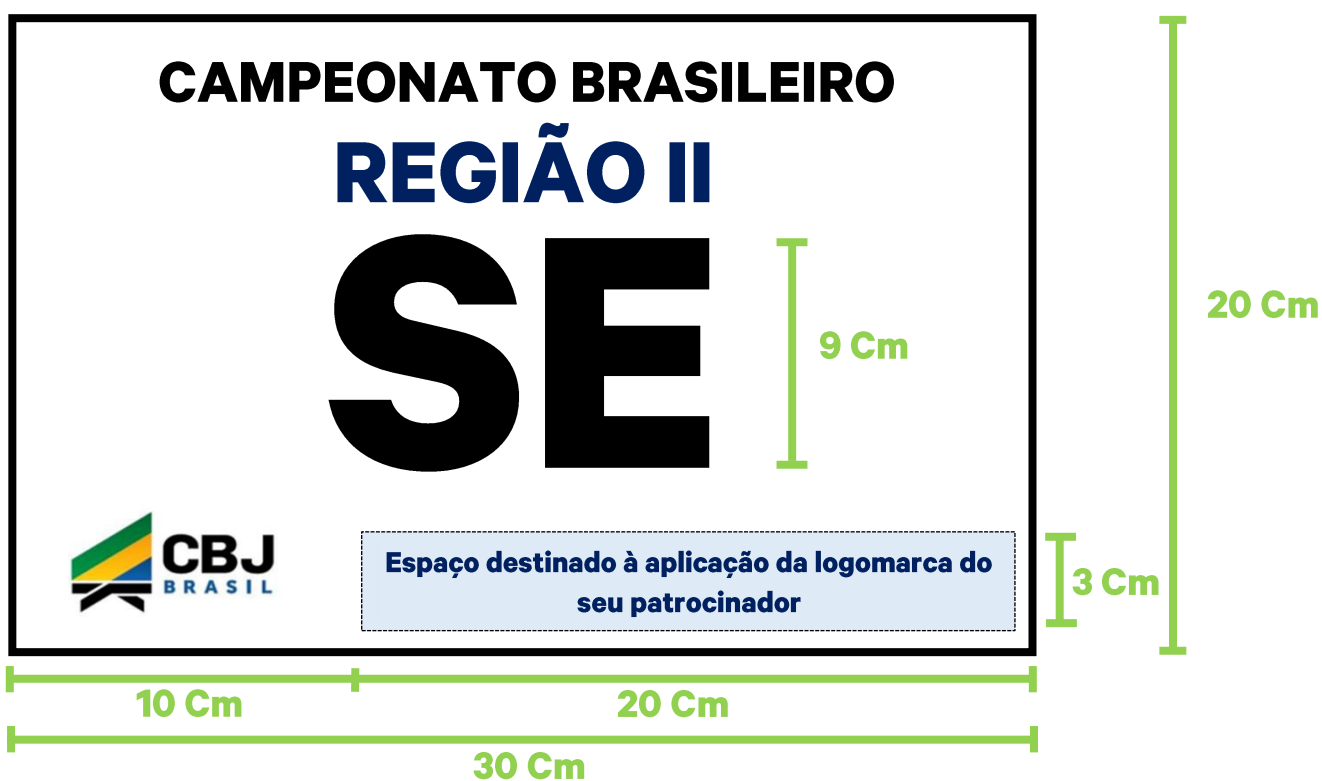 CAMPEONATO BRASILEIRO
REGIÃO II
SE
9 Cm
20 Cm
CBJ
BRASIL
Espaço destinado à aplicação da logomarca do
seu patrocinador
3 Cm
10 Cm
20 Cm
30 Cm